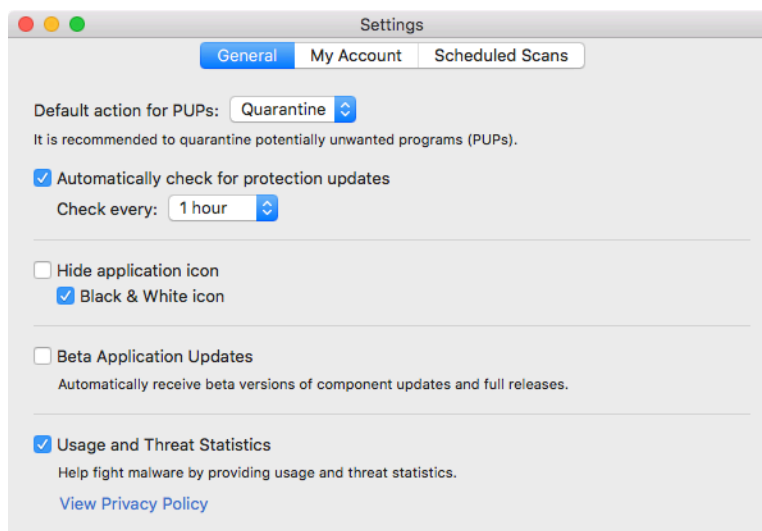 Settings
General My Account Scheduled Scans
Default action for PUPs: Quarantine
It is recommended to quarantine potentially unwanted programs (PUPs).
Automatically check for protection updates
Check every: 1 hour
Hide application icon
Black & White icon
Beta Application Updates
Automatically receive beta versions of component updates and full releases.
Usage and Threat Statistics
Help fight malware by providing usage and threat statistics.
View Privacy Policy